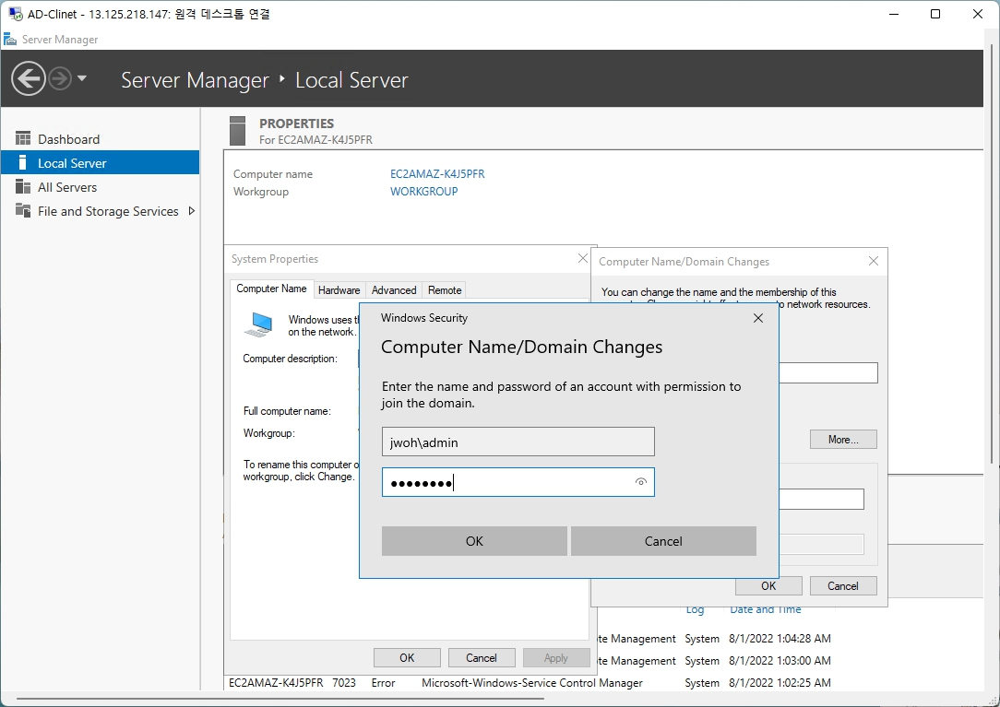 AD-Clinet - 13.125.218.147: 원격 데스크톱 연결
Server Manager
Server Manager ‣ Local Server
Dashboard
Local Server
All Servers
File and Storage Services
PROPERTIES
For EC2AMAZ-K4J5PFR
Computer name EC2AMAZ-K4J5PFR
Workgroup WORKGROUP
System Properties
Computer Name Hardware Advanced Remote
Windows uses
on the network.
Computer description:
Full computer name:
Workgroup:
To rename this computer
workgroup, click Change.
OK Cancel Apply
Computer Name/Domain Changes
You can change the name and the membership of this
to network resources.
More...
OK Cancel
Windows Security
Computer Name/Domain Changes
Enter the name and password of an account with permission to
join the domain.
jwoh\admin
●●●●●●●●
OK Cancel
Log Date and Time
Management System 8/1/2022 1:04:28 AM
Management System 8/1/2022 1:03:00 AM
EC2AMAZ-K4J5PFR 7023 Error Microsoft-Windows-Service Control Manager System 8/1/2022 1:02:25 AM